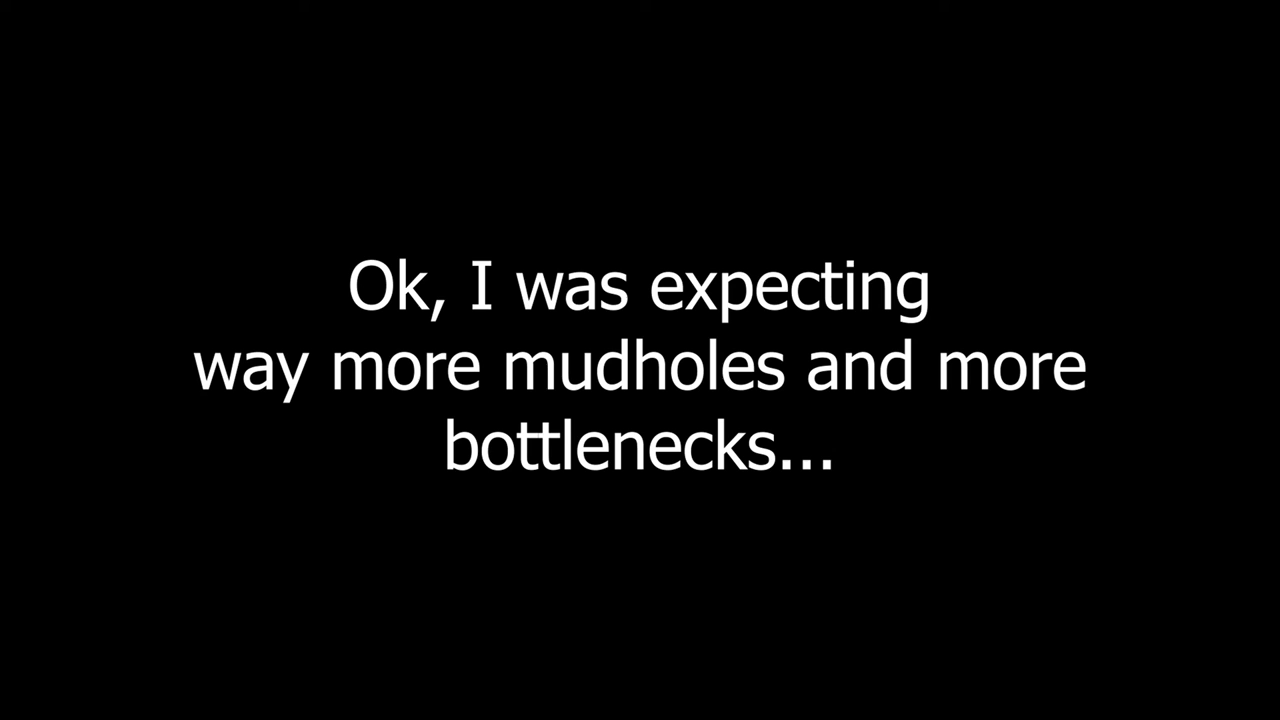 Ok, I was expecting
way more mudholes and more
bottlenecks...